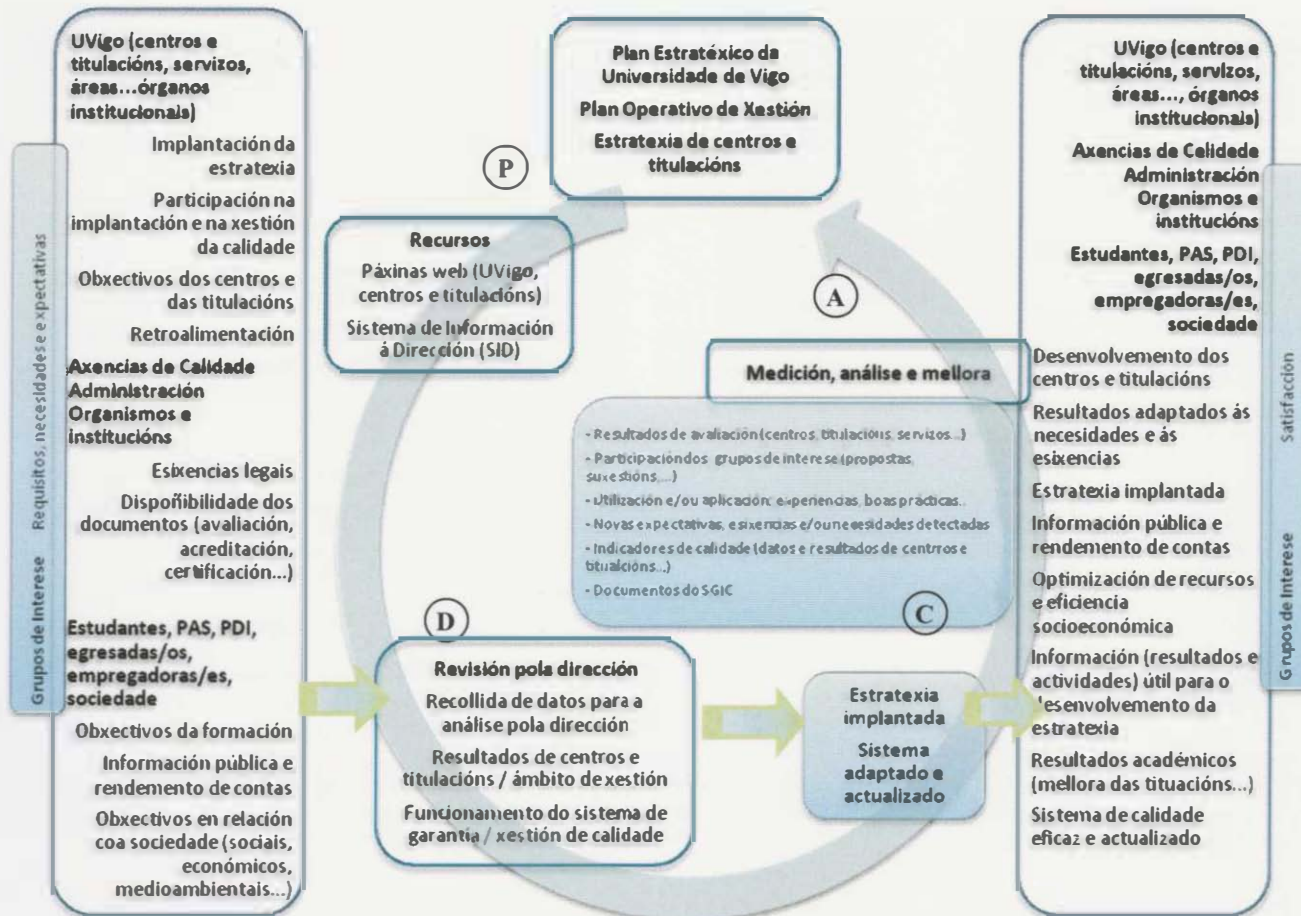 UVigo (centros e
titulacións, servizos,
áreas...órganos
institucionais)
Implantación da
estratexia
Participación na
implantación e na xestión
da calidade
Obxectivos dos centros e
das titulacións
Retroalimentación
Axencias de Calidade
Administración
Organismos e
institucións
Esixencias legais
Dispoñibilidade dos
documentos (avaliación,
acreditación,
certificación...)
Estudantes, PAS, PDI,
egresadas/os,
empregadoras/es,
sociedade
Obxectivos da formación
Información pública e
rendemento de contas
Obxectivos en relación
coa sociedade (sociais,
económicos,
medioambientais...)
Grupos de Interese Requisitos, necesidades e expectativas
Plan Estratéxico da
Universidade de Vigo
Plan Operativo de Xestión
Estratexia de centros e
titulacións
P
Recursos
Páxinas web (UVigo,
centros e titulacións)
Sistema de Información
á Dirección (SID)
A
Medición, análise e mellora
- Resultados de avaliación (centros, titulacións, servizos...)
- Participación dos grupos de interese (propostas,
suxestións,...)
- Utilización e/ou aplicación: experiencias, boas prácticas..
- Novas expectativas, esixencias e/ou necesidades detectadas
- Indicadores de calidade (datos e resultados de centrros e
titualcións...)
- Documentos do SGIC
C
D
Revisión pola dirección
Recollida de datos para a
análise pola dirección
Resultados de centros e
titulacións / ámbito de xestión
Funcionamento do sistema de
garantía / xestión de calidade
Estratexia
implantada
Sistema
adaptado e
actualizado
UVigo (centros e
titulacións, servizos,
áreas..., órganos
institucionais)
Axencias de Celidade
Administración
Organismos e
institucións
Estudantes, PAS, PDI,
egresadas/os,
empregadoras/es,
sociedade
Desenvolvemento dos
centros e titulacións
Resultados adaptados ás
necesidades e ás
esixencias
Estratexia implantada
Información pública e
rendemento de contas
Optimización de recursos
e eficiencia
socioeconómica
Información (resultados e
actividades) útil para o
desenvolvemento da
estratexia
Resultados académicos
(mellora das tituacións...)
Sistema de calidade
eficaz e actualizado
Grupos de Interese Satisfacción